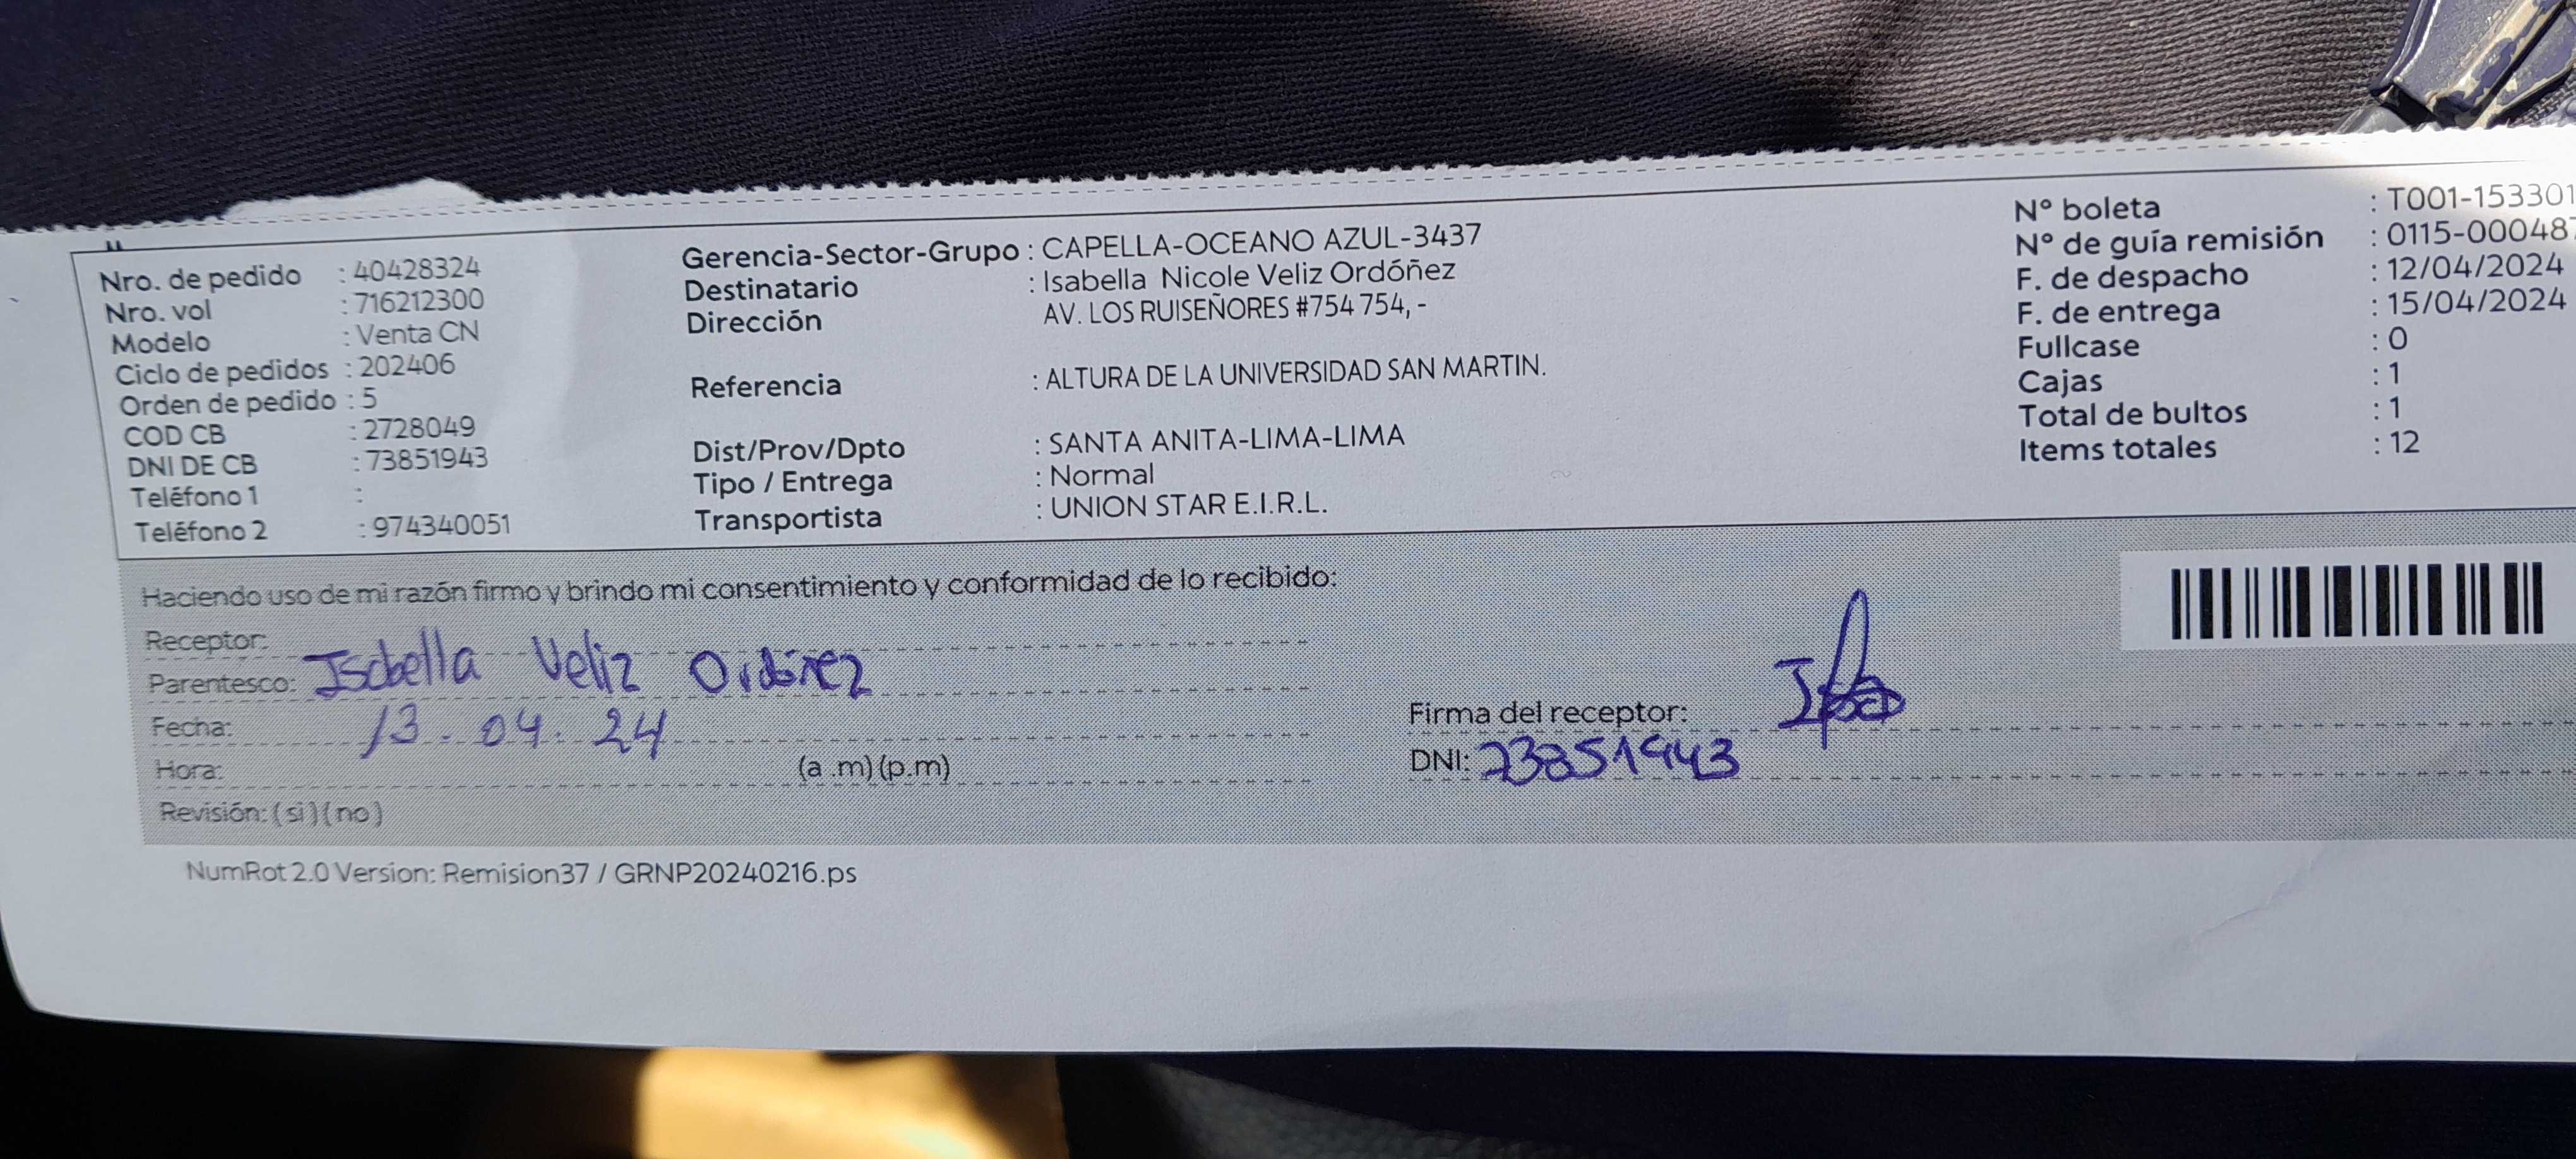 Nro. de pedido : 40428324
Nro. vol : 716212300
Modelo : Venta CN
Ciclo de pedidos : 202406
Orden de pedido : 5
COD CB : 2728049
DNI DE CB : 73851943
Teléfono 1 :
Teléfono 2 : 974340051
Gerencia-Sector-Grupo : CAPELLA-OCEANO AZUL-3437
Destinatario : Isabella Nicole Veliz Ordóñez
Dirección AV. LOS RUISEÑORES #754 754, -
Referencia : ALTURA DE LA UNIVERSIDAD SAN MARTIN.
Dist/Prov/Dpto : SANTA ANITA-LIMA-LIMA
Tipo / Entrega : Normal
Transportista : UNION STAR E.I.R.L.
N° boleta : T001-153301
N° de guía remisión : 0115-00048
F. de despacho : 12/04/2024
F. de entrega : 15/04/2024
Fullcase : 0
Cajas : 1
Total de bultos : 1
Items totales : 12
Haciendo uso de mi razón firmo y brindo mi consentimiento y conformidad de lo recibido:
Receptor:
Parentesco: Isabella Veliz Ordóñez
Fecha: 13.04.24
Hora: (a .m)(p.m)
Revisión: (si)(no)
Firma del receptor:
DNI: 73851943
NumRot 2.0 Version: Remision37 / GRNP20240216.ps